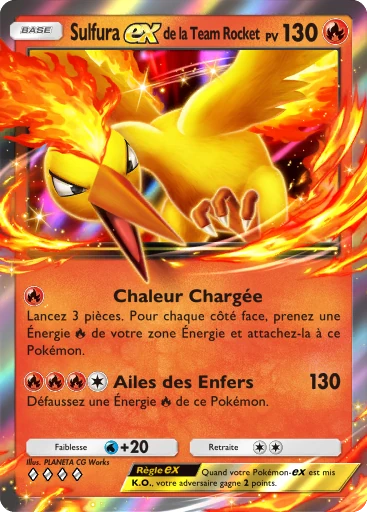 BASE Sulfura ex de la Team Rocket PV 130
Chaleur Chargée
Lancez 3 pièces. Pour chaque côté face, prenez une
Énergie de votre zone Énergie et attachez-la à ce
Pokémon.
Ailes des Enfers 130
Défaussez une Énergie de ce Pokémon.
Faiblesse +20 Retraite
Illus. PLANETA CG Works
Règle ex Quand votre Pokémon-ex est mis
K.O., votre adversaire gagne 2 points.